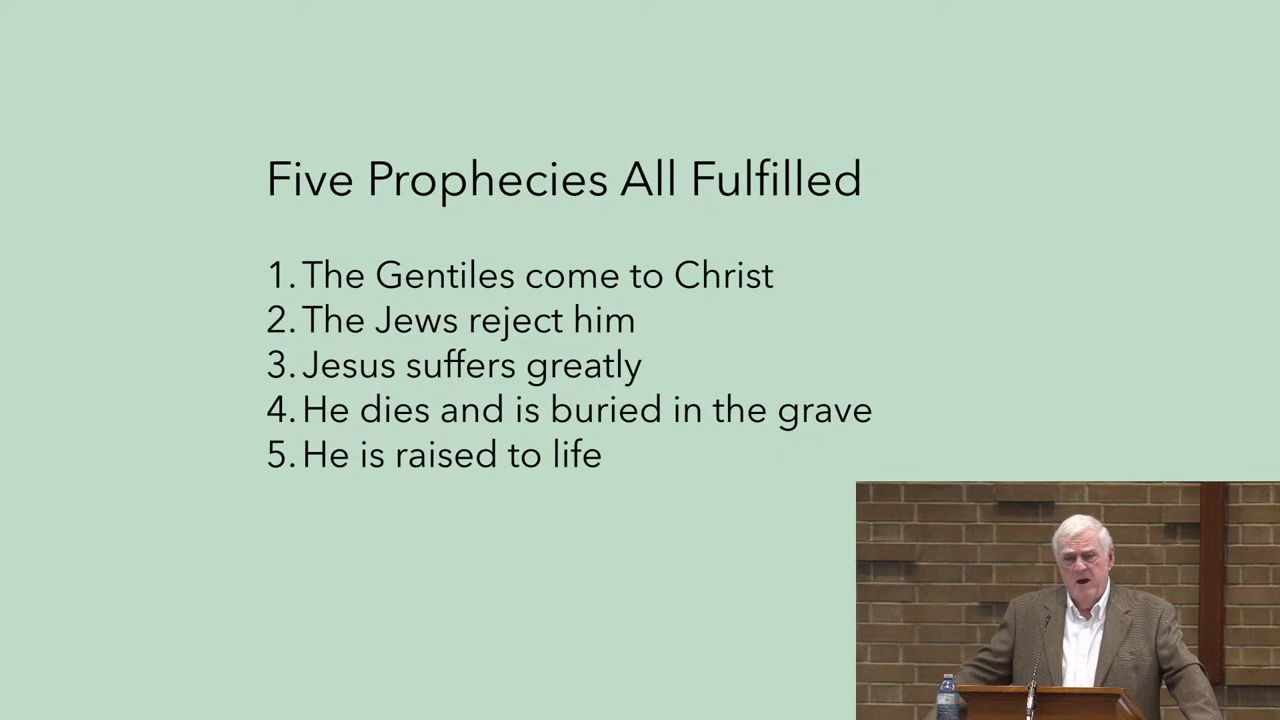 Five Prophecies All Fulfilled
1. The Gentiles come to Christ
2. The Jews reject him
3. Jesus suffers greatly
4. He dies and is buried in the grave
5. He is raised to life